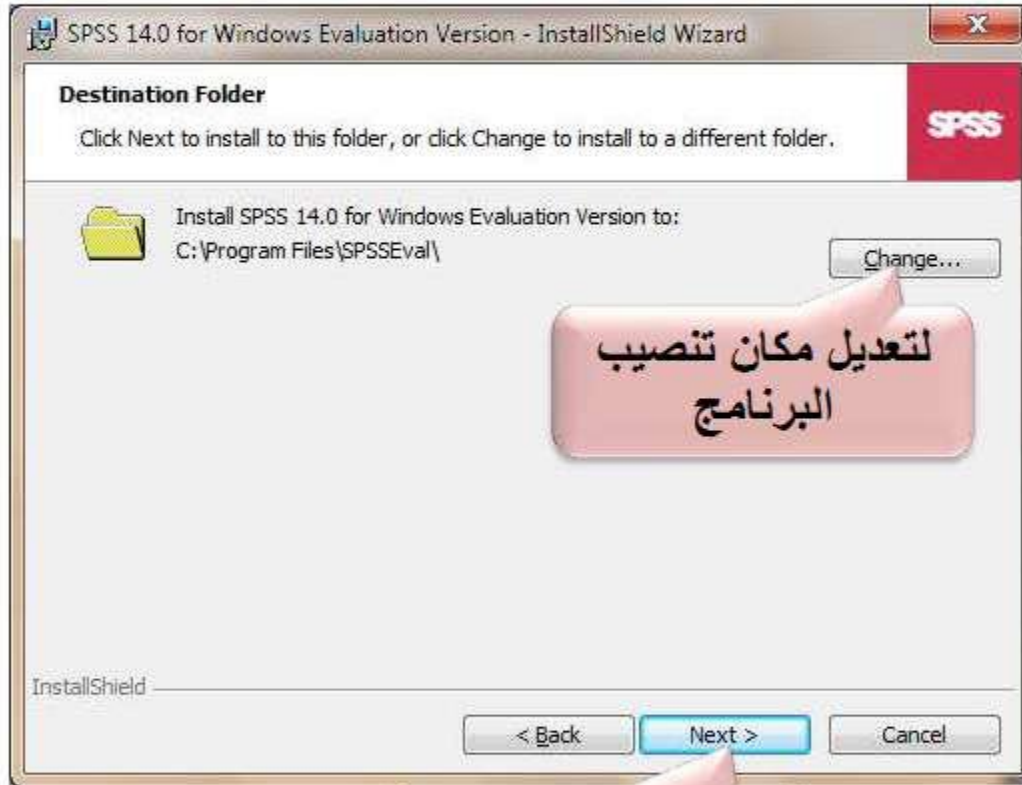 SPSS 14.0 for Windows Evaluation Version - InstallShield Wizard
Destination Folder
Click Next to install to this folder, or click Change to install to a different folder.
SPSS
Install SPSS 14.0 for Windows Evaluation Version to:
C:\Program Files\SPSSEval\
Change...
لتعديل مكان تنصيب
البرنامج
InstallShield
< Back
Next >
Cancel